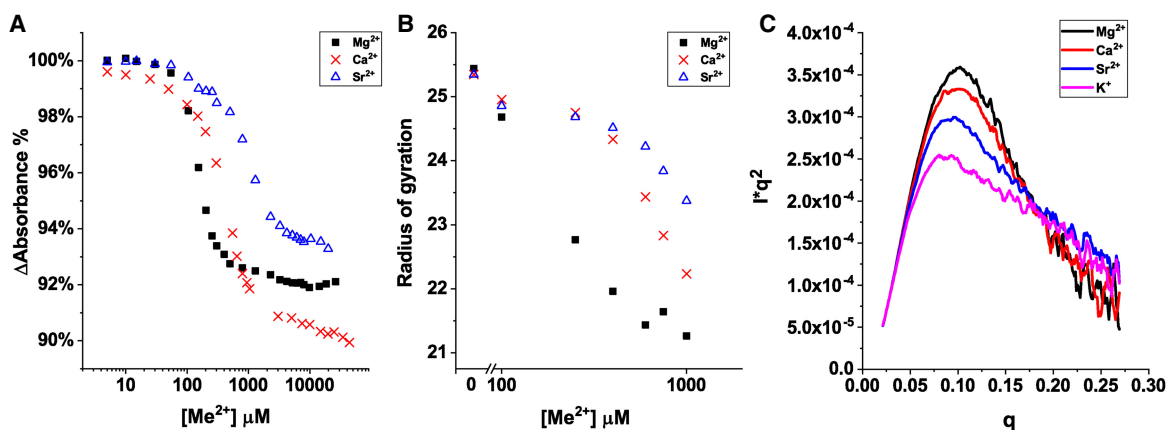 A
Mg²⁺
Ca²⁺
Sr²⁺
100%
98%
96%
94%
92%
90%
ΔAbsorbance %
10
100
1000
10000
[Me²⁺] μM
B
Mg²⁺
Ca²⁺
Sr²⁺
26
25
24
23
22
21
Radius of gyration
0
100
1000
[Me²⁺] μM
C
Mg²⁺
Ca²⁺
Sr²⁺
K⁺
4.0x10⁻⁴
3.5x10⁻⁴
3.0x10⁻⁴
2.5x10⁻⁴
2.0x10⁻⁴
1.5x10⁻⁴
1.0x10⁻⁴
5.0x10⁻⁵
0.0
I*q²
0.00
0.05
0.10
0.15
0.20
0.25
0.30
q